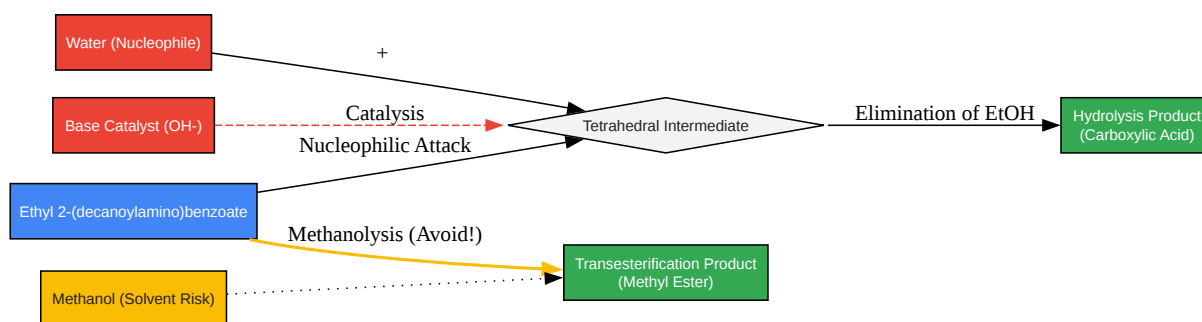 Water (Nucleophile)
+
Base Catalyst (OH-)
Catalysis
Nucleophilic Attack
Tetrahedral Intermediate
Elimination of EtOH
Hydrolysis Product
(Carboxylic Acid)
Ethyl 2-(decanoylamino)benzoate
Methanolysis (Avoid!)
Transesterification Product
(Methyl Ester)
Methanol (Solvent Risk)